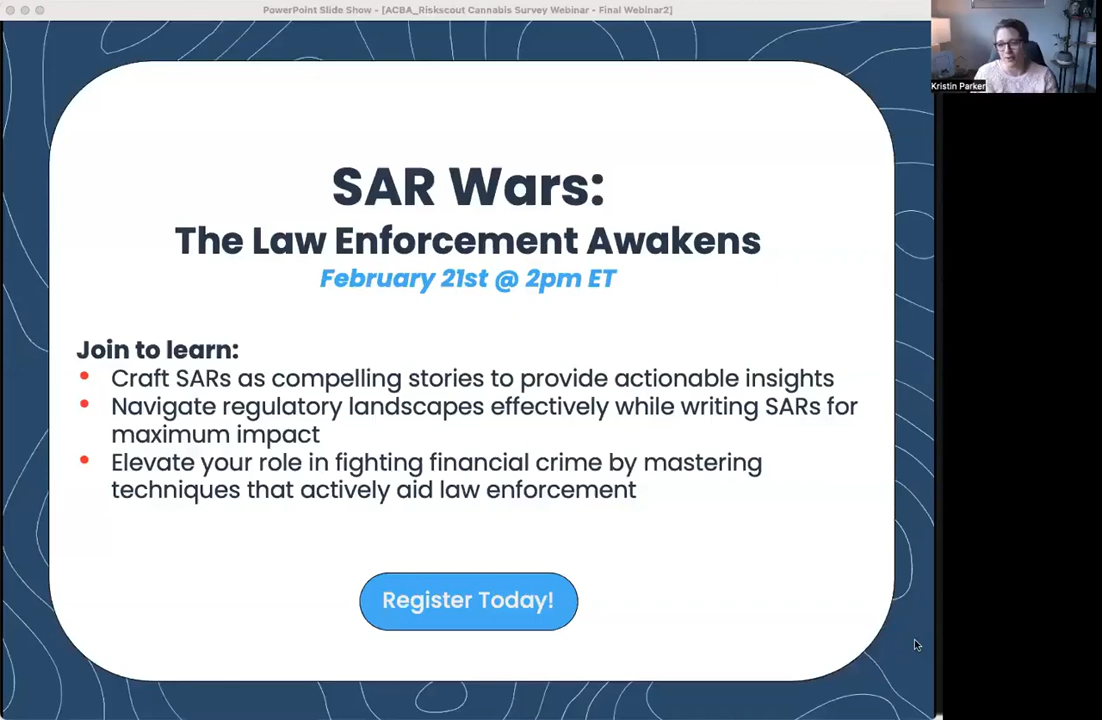 PowerPoint Slide Show - [ACBA_Riskscout Cannabis Survey Webinar - Final Webinar2]
Kristin Parker
SAR Wars:
The Law Enforcement Awakens
February 21st @ 2pm ET
Join to learn:
• Craft SARs as compelling stories to provide actionable insights
• Navigate regulatory landscapes effectively while writing SARs for
maximum impact
• Elevate your role in fighting financial crime by mastering
techniques that actively aid law enforcement
Register Today!